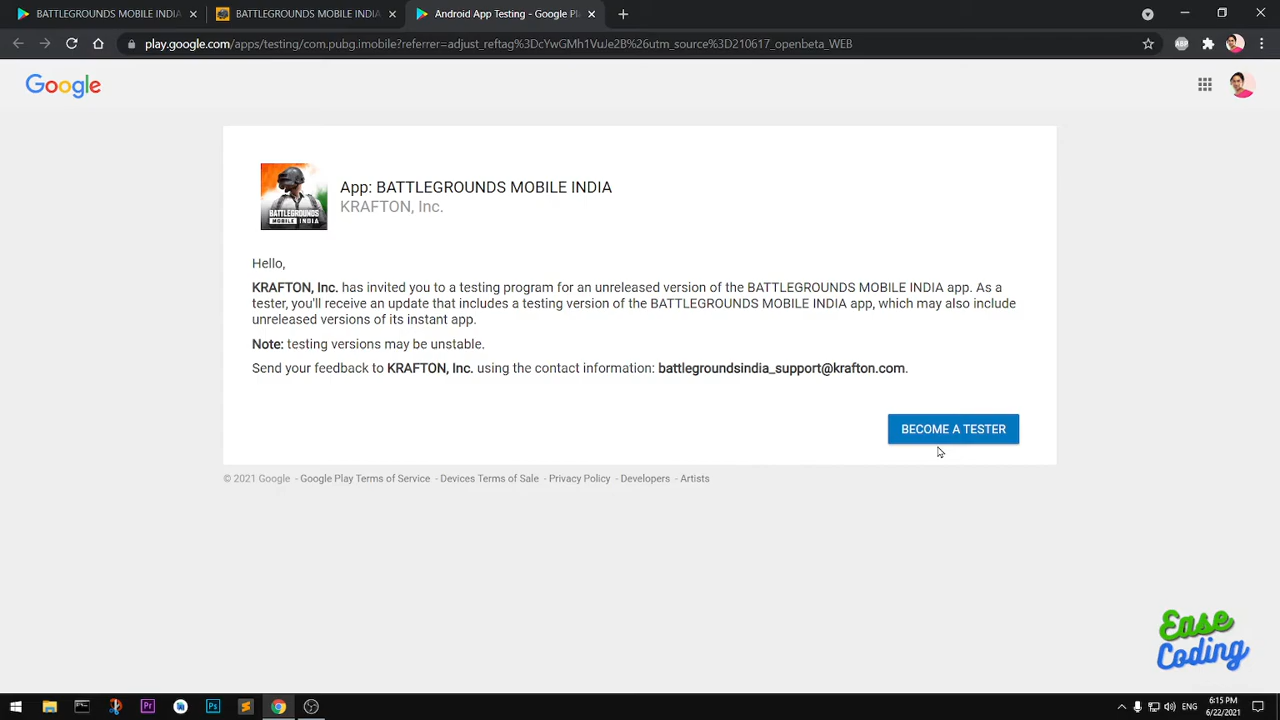 BATTLEGROUNDS MOBILE INDIA
BATTLEGROUNDS MOBILE INDIA
Android App Testing - Google Pl
play.google.com/apps/testing/com.pubg.imobile?referrer=adjust_reftag%3DcYwGMh1VuJe2B%26utm_source%3D210617_openbeta_WEB
ABP
Google
BATTLEGROUNDS
MOBILE INDIA
App: BATTLEGROUNDS MOBILE INDIA
KRAFTON, Inc.
Hello,
KRAFTON, Inc. has invited you to a testing program for an unreleased version of the BATTLEGROUNDS MOBILE INDIA app. As a
tester, you'll receive an update that includes a testing version of the BATTLEGROUNDS MOBILE INDIA app, which may also include
unreleased versions of its instant app.
Note: testing versions may be unstable.
Send your feedback to KRAFTON, Inc. using the contact information: battlegroundsindia_support@krafton.com.
BECOME A TESTER
© 2021 Google - Google Play Terms of Service - Devices Terms of Sale - Privacy Policy - Developers - Artists
Ease
Coding
Pr
Ps
ENG
6:15 PM
6/22/2021